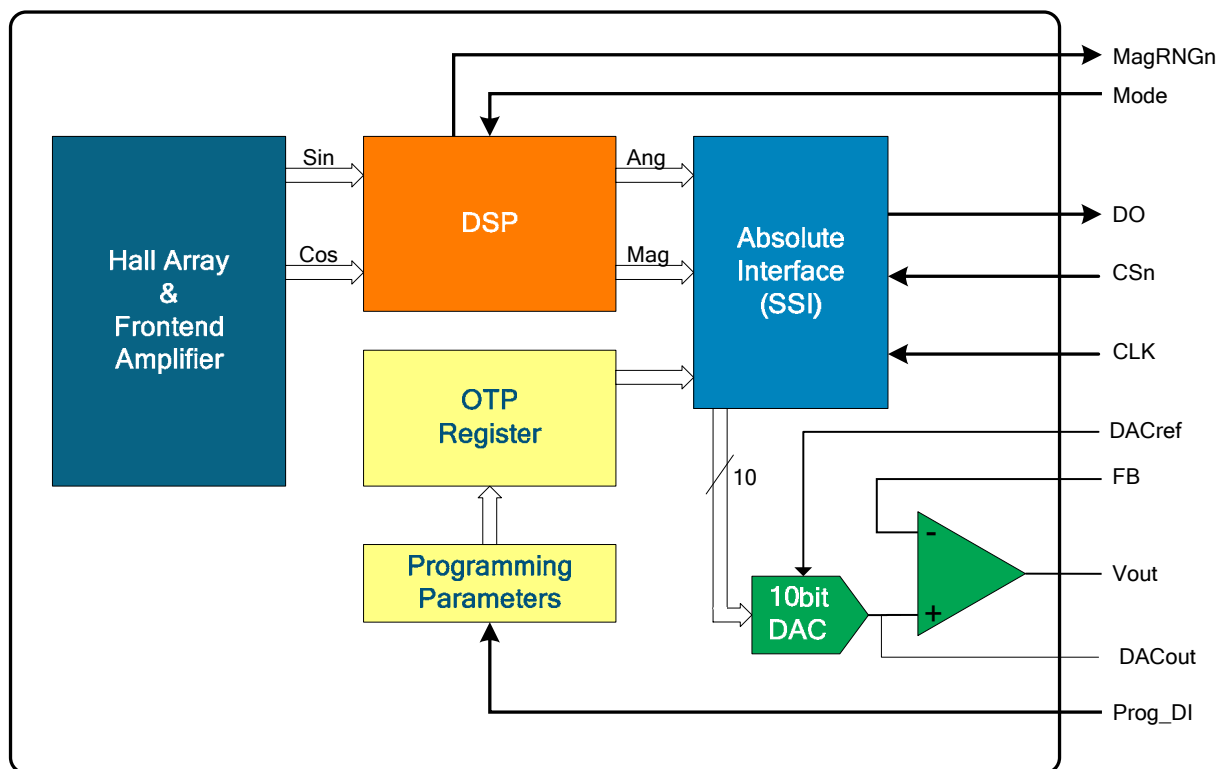 MagRNGn
Mode
Sin
Ang
DSP
DO
Absolute
Interface
(SSI)
Cos
Mag
Hall Array
&
Frontend
Amplifier
CSn
CLK
OTP
Register
DACref
10
FB
-
Programming
Parameters
Vout
10bit
DAC
+
DACout
Prog_DI